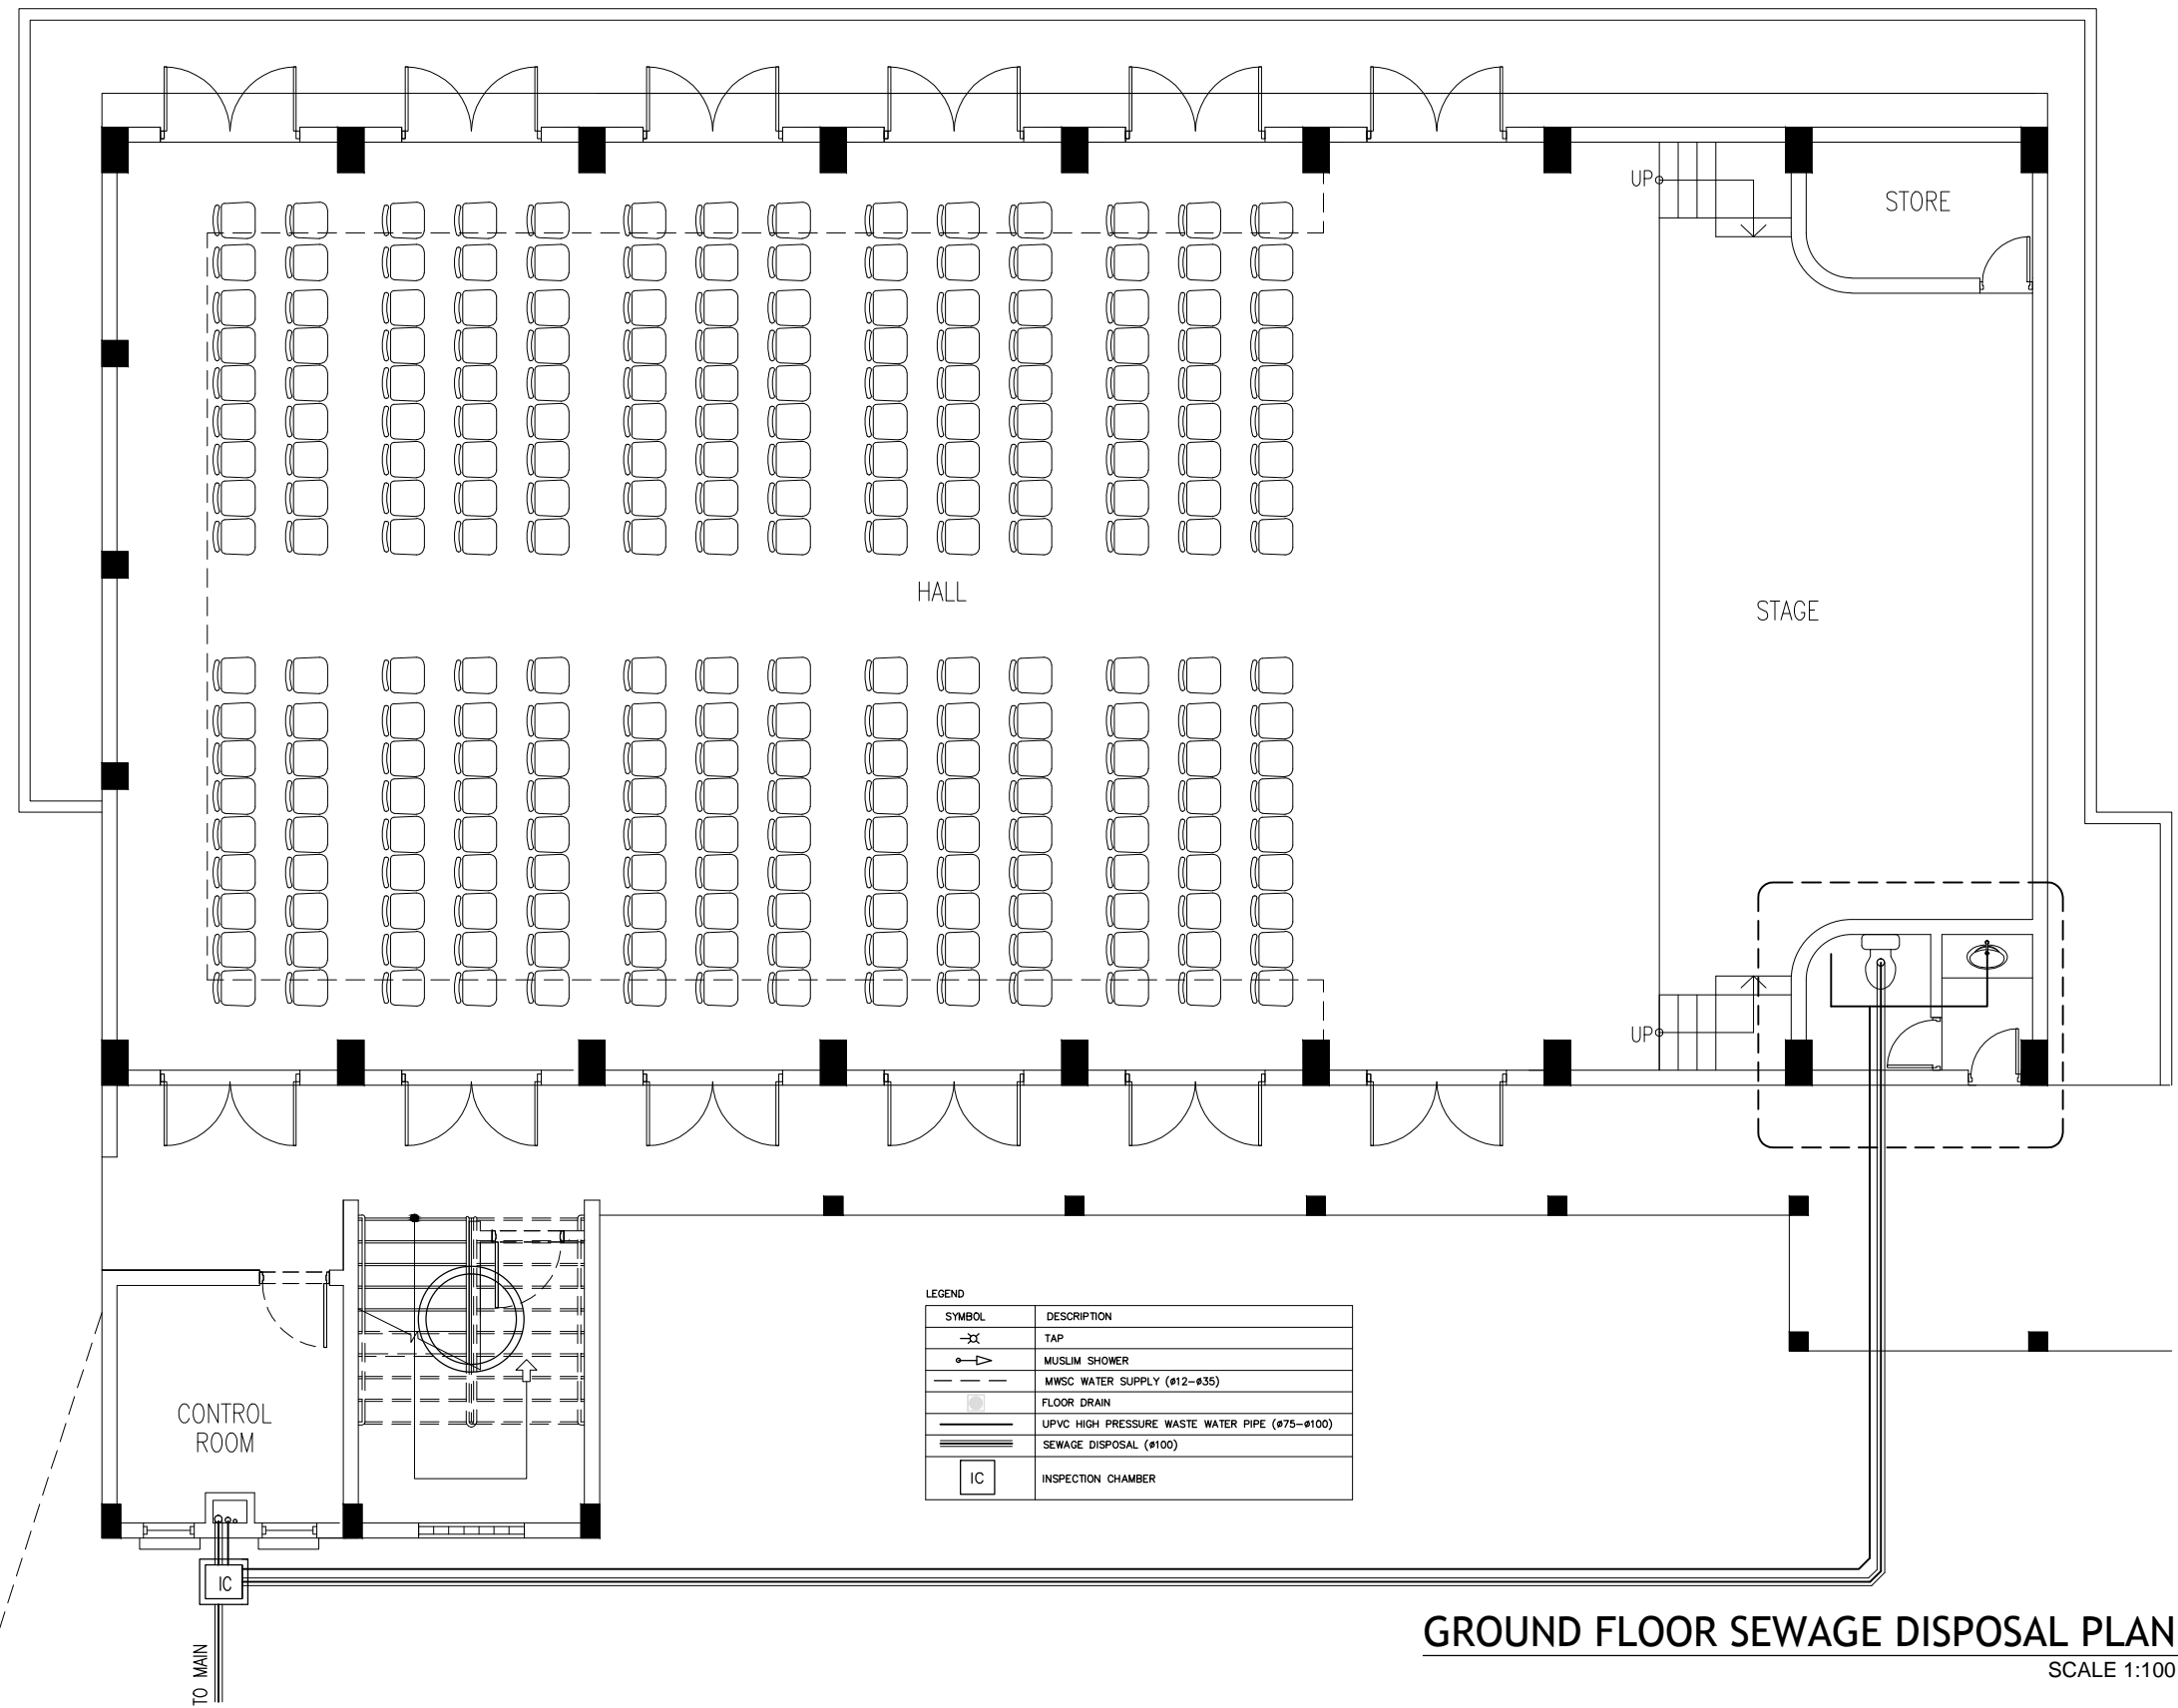 UP
STORE
HALL
STAGE
UP
LEGEND
SYMBOL DESCRIPTION
TAP
MUSLIM SHOWER
MWSC WATER SUPPLY (ø12-ø35)
FLOOR DRAIN
UPVC HIGH PRESSURE WASTE WATER PIPE (ø75-ø100)
SEWAGE DISPOSAL (ø100)
IC INSPECTION CHAMBER
CONTROL
ROOM
IC
TO MAIN
GROUND FLOOR SEWAGE DISPOSAL PLAN
SCALE 1:100